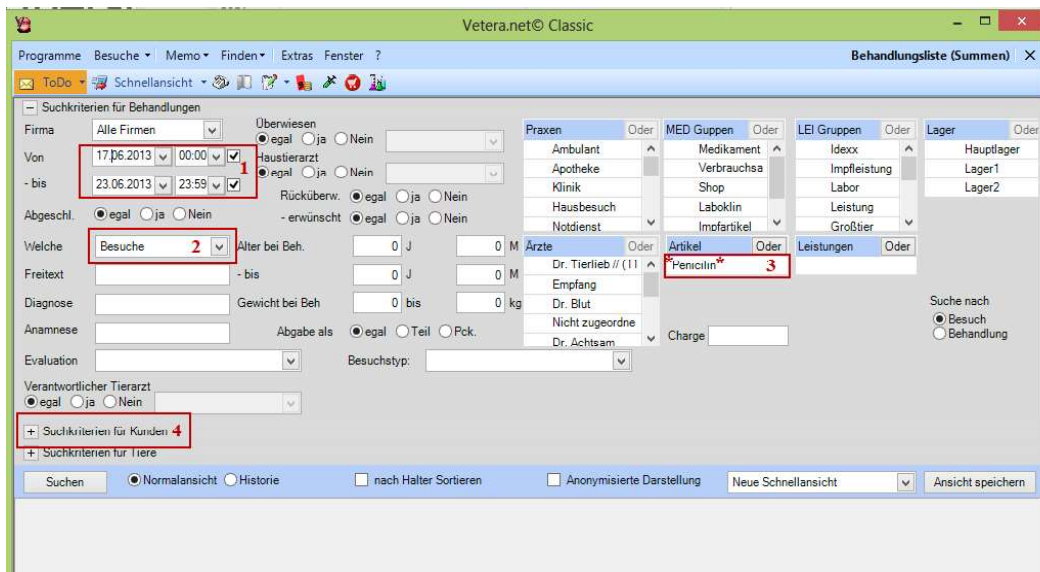 Vetera.net© Classic
Programme Besuche Memo Finden Extras Fenster ? Behandlungsliste (Summen) X
ToDo Schnellansicht
Suchkriterien für Behandlungen
Firma Alle Firmen Überwiesen egal ja Nein Praxen Oder MED Guppen Oder LEI Gruppen Oder Lager Oder
Von 17.06.2013 00:00 1 Haustierarzt egal ja Nein Ambulant Medikament Idexx Hauptlager
Apotheke Verbrauchsa Impfleistung Lager1
- bis 23.06.2013 23:59 Rücküberw. egal ja Nein Klinik Shop Labor Lager2
Abgeschl. egal ja Nein - erwünscht egal ja Nein Hausbesuch Laboklin Leistung
Notdienst Impfartikel Großtier
Welche Besuche 2 Alter bei Beh. 0 J 0 M Ärzte Oder Artikel Oder Leistungen Oder
Freitext - bis 0 J 0 M Dr. Tierlieb // (11 *Penicilin* 3
Empfang
Diagnose Gewicht bei Beh 0 bis 0 kg Dr. Blut Suche nach
Nicht zugeordne Besuch
Anamnese Abgabe als egal Teil Pck. Dr. Achtsam Charge Behandlung
Evaluation Besuchstyp:
Verantwortlicher Tierarzt
egal ja Nein
+ Suchkriterien für Kunden 4
+ Suchkriterien für Tiere
Suchen Normalansicht Historie nach Halter Sortieren Anonymisierte Darstellung Neue Schnellansicht Ansicht speichern